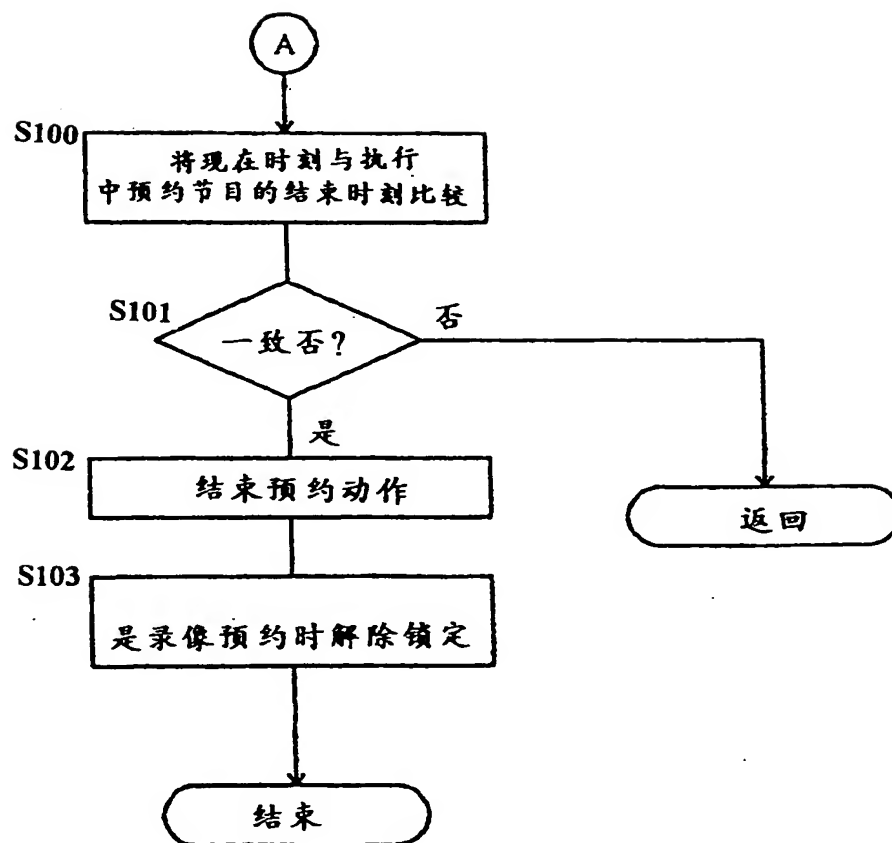 A
S100
将现在时刻与执行
中预约节目的结束时刻比较
S101
一致否?
否
是
S102
结束预约动作
返回
S103
是录像预约时解除锁定
结束